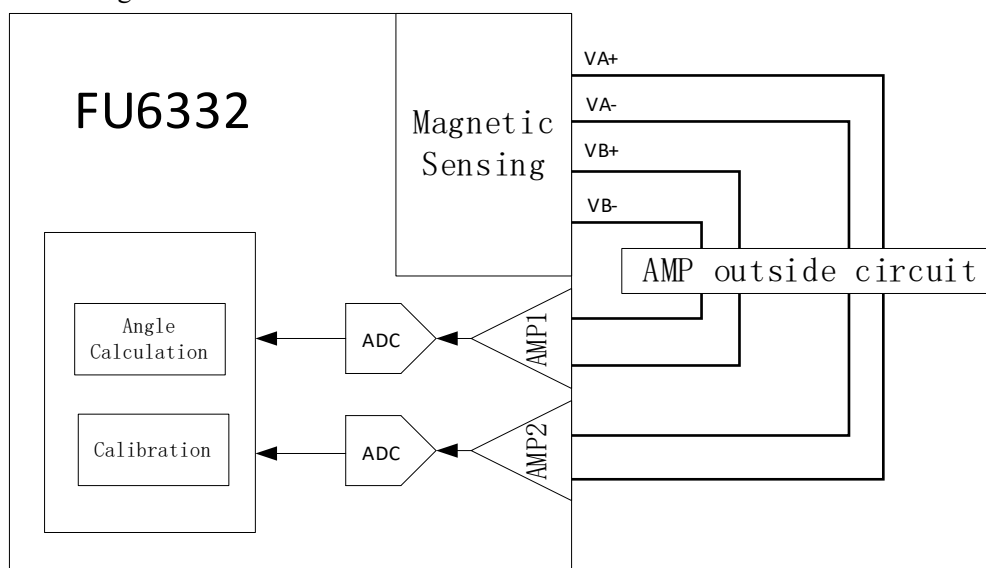 FU6332
Magnetic
Sensing
VA+
VA-
VB+
VB-
AMP outside circuit
Angle
Calculation
ADC
AMP1
Calibration
ADC
AMP2